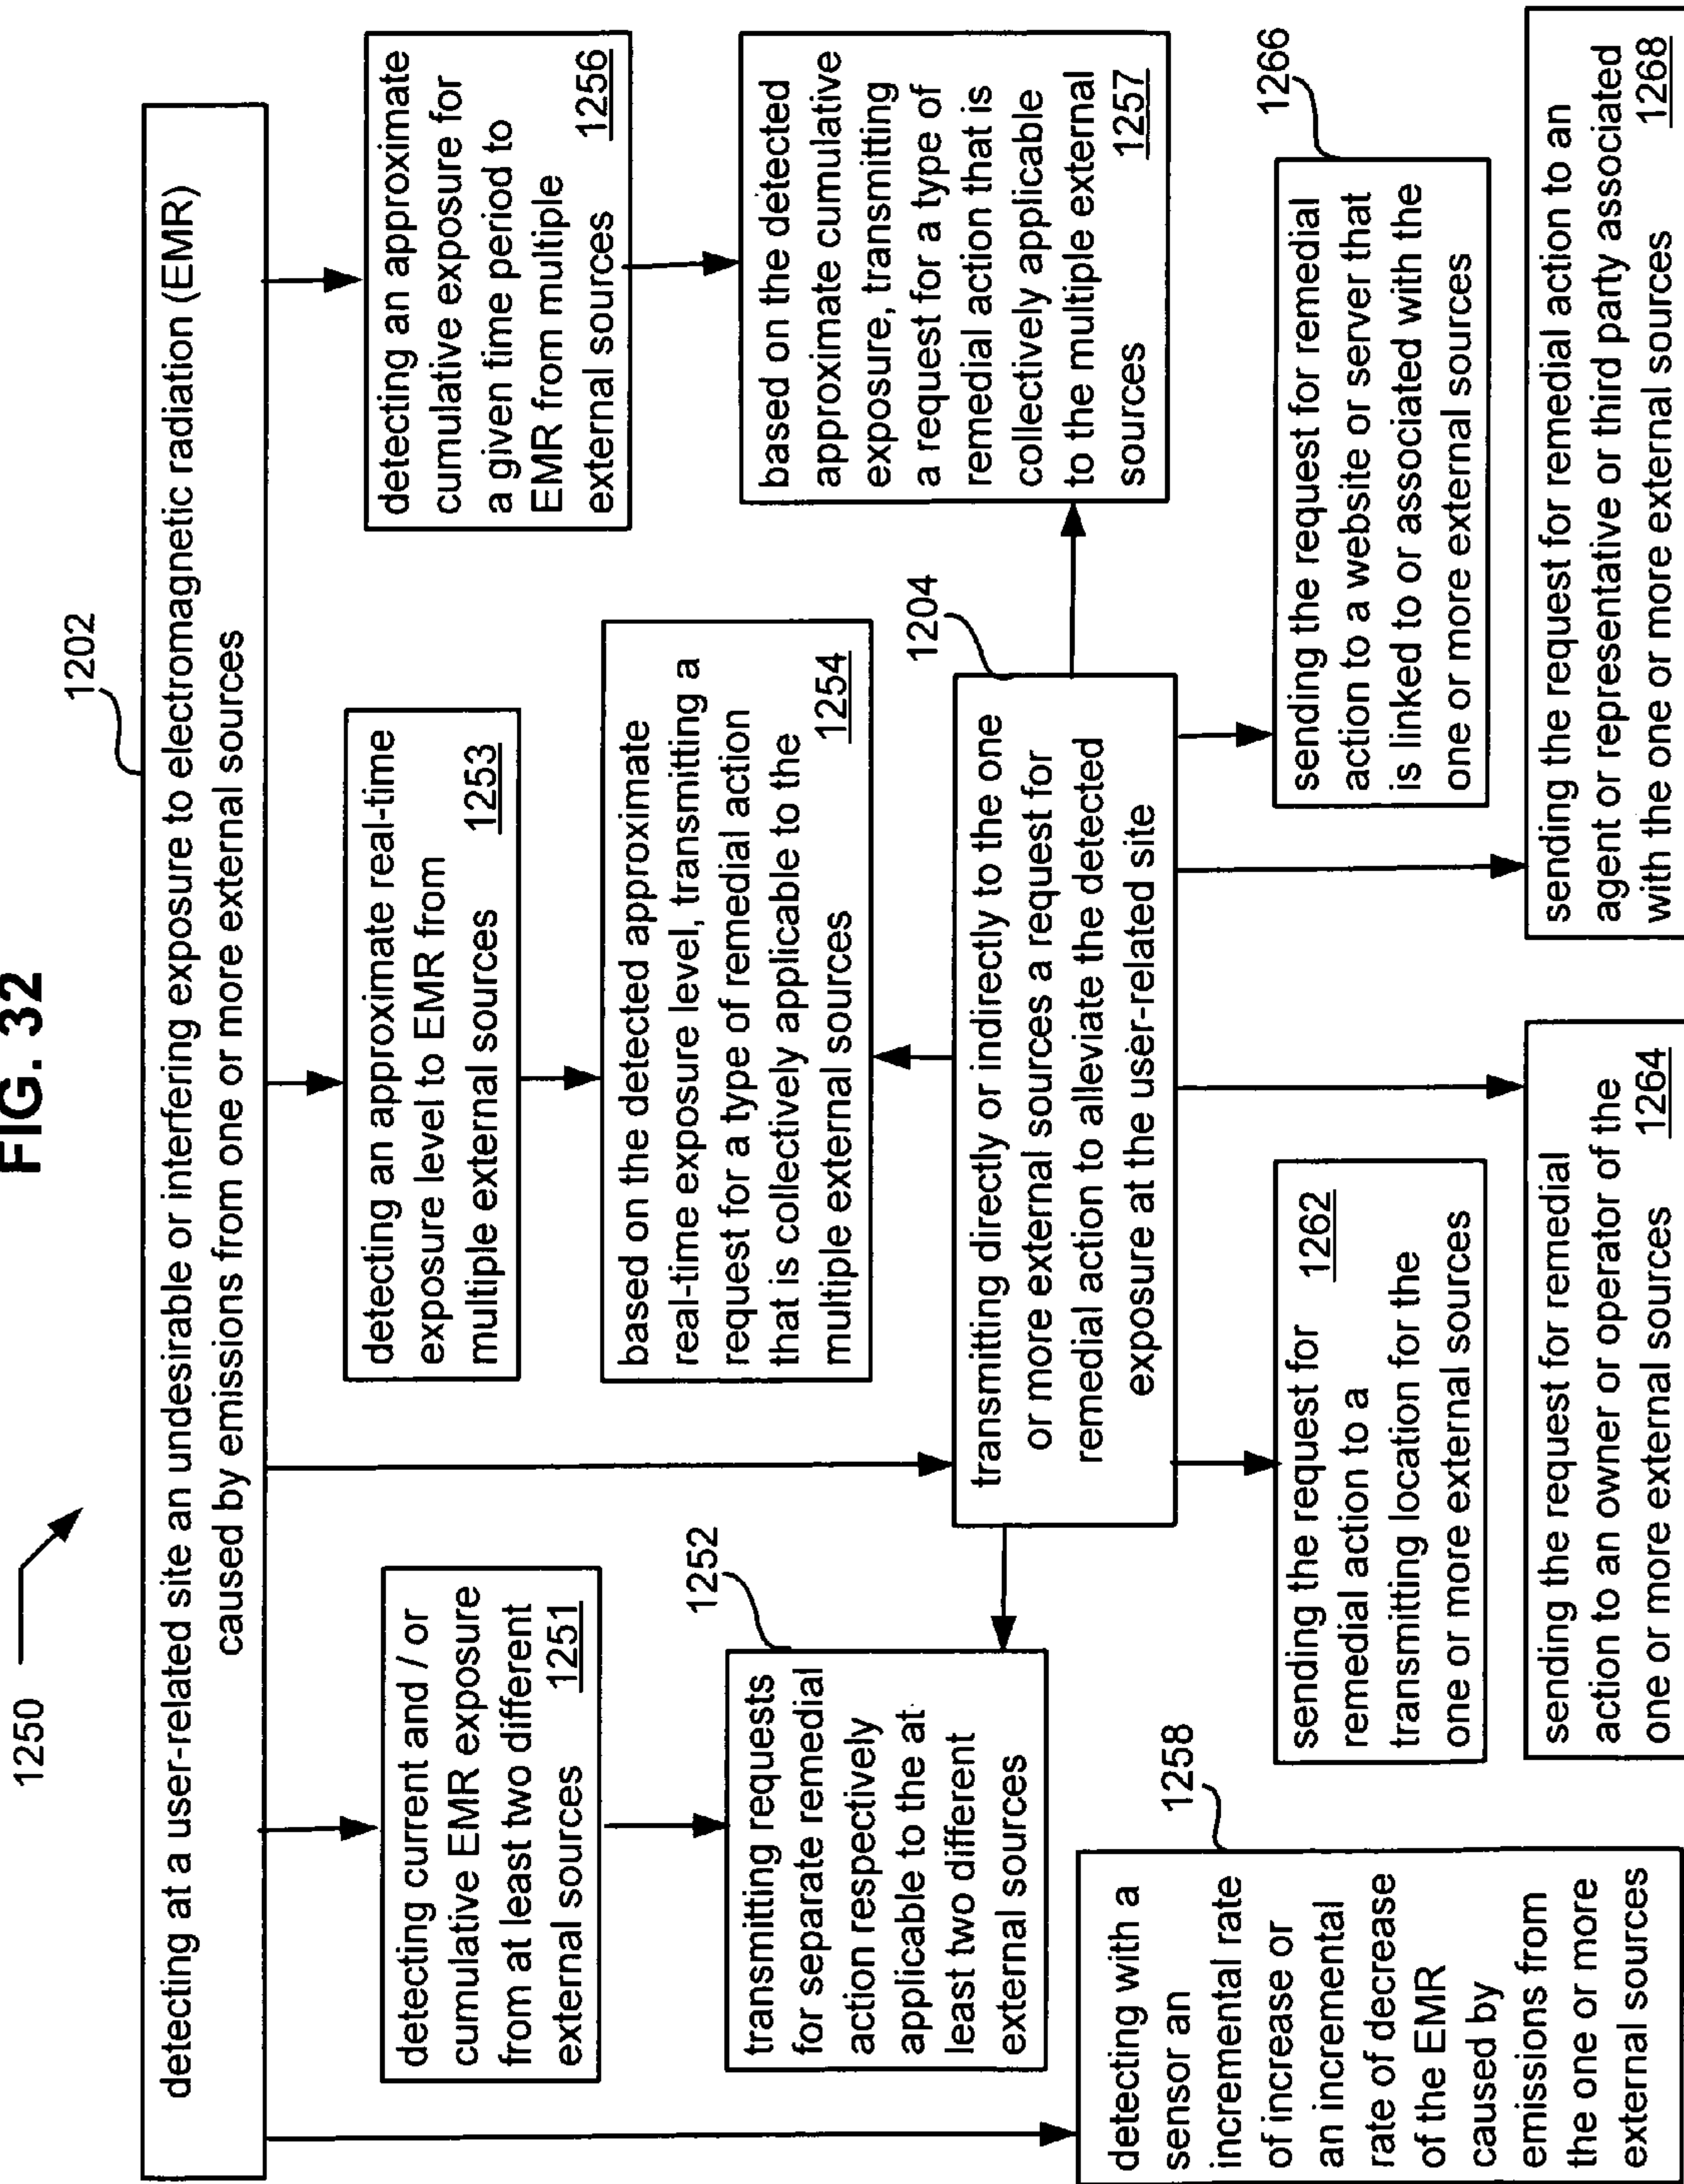 FIG. 32
1250
1202
detecting at a user-related site an undesirable or interfering exposure to electromagnetic radiation (EMR)
caused by emissions from one or more external sources
detecting current and / or
cumulative EMR exposure
from at least two different
external sources 1251
detecting an approximate real-time
exposure level to EMR from
multiple external sources 1253
detecting an approximate
cumulative exposure for
a given time period to
EMR from multiple
external sources 1256
1252
transmitting requests
for separate remedial
action respectively
applicable to the at
least two different
external sources
based on the detected approximate
real-time exposure level, transmitting a
request for a type of remedial action
that is collectively applicable to the
multiple external sources 1254
based on the detected
approximate cumulative
exposure, transmitting
a request for a type of
remedial action that is
collectively applicable
to the multiple external
sources 1257
1204
transmitting directly or indirectly to the one
or more external sources a request for
remedial action to alleviate the detected
exposure at the user-related site
1258
detecting with a
sensor an
incremental rate
of increase or
an incremental
rate of decrease
of the EMR
caused by
emissions from
the one or more
external sources
sending the request for 1262
remedial action to a
transmitting location for the
one or more external sources
1266
sending the request for remedial
action to a website or server that
is linked to or associated with the
one or more external sources
sending the request for remedial
action to an owner or operator of the
one or more external sources 1264
sending the request for remedial action to an
agent or representative or third party associated
with the one or more external sources 1268